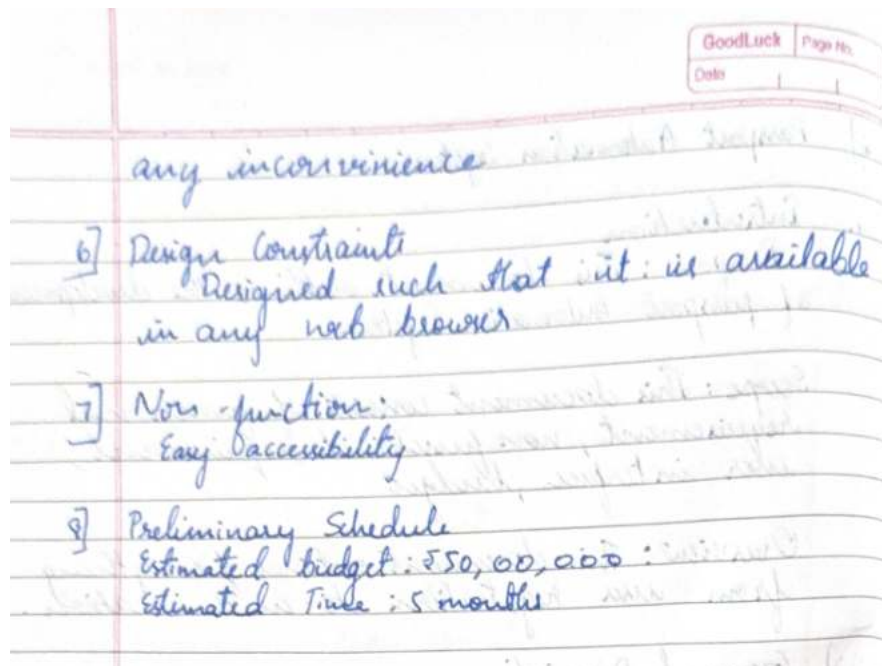 GoodLuck Page No.
Date
any inconvinience
6] Design Constraints
Designed such that it is available
in any web browser
7] Non-function:
Easy accessibility
8] Preliminary Schedule
Estimated budget: ₹50,00,000:
Estimated Time: 5 months